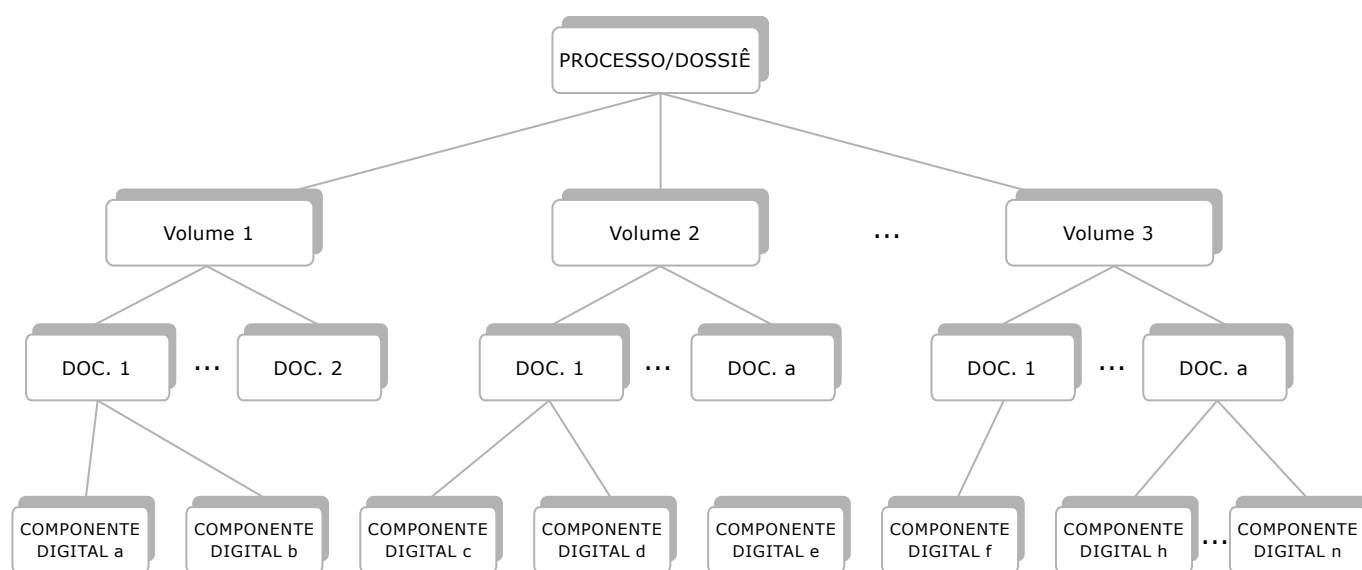 PROCESSO/DOSSIÊ
Volume 1
Volume 2
...
Volume 3
DOC. 1
...
DOC. 2
DOC. 1
...
DOC. a
DOC. 1
...
DOC. a
COMPONENTE
DIGITAL a
COMPONENTE
DIGITAL b
COMPONENTE
DIGITAL c
COMPONENTE
DIGITAL d
COMPONENTE
DIGITAL e
COMPONENTE
DIGITAL f
COMPONENTE
DIGITAL h
...
COMPONENTE
DIGITAL n